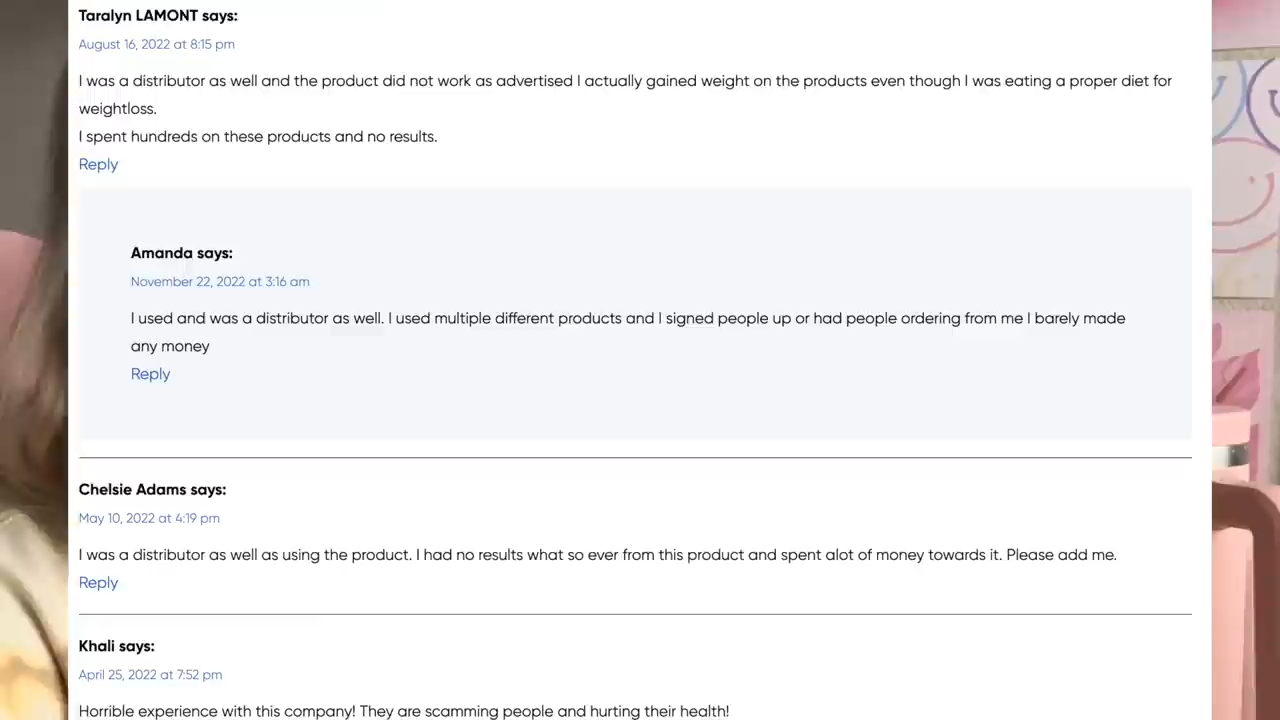 Taralyn LAMONT says:
August 16, 2022 at 8:15 pm
I was a distributor as well and the product did not work as advertised I actually gained weight on the products even though I was eating a proper diet for
weightloss.
I spent hundreds on these products and no results.
Reply
Amanda says:
November 22, 2022 at 3:16 am
I used and was a distributor as well. I used multiple different products and I signed people up or had people ordering from me I barely made
any money
Reply
Chelsie Adams says:
May 10, 2022 at 4:19 pm
I was a distributor as well as using the product. I had no results what so ever from this product and spent alot of money towards it. Please add me.
Reply
Khali says:
April 25, 2022 at 7:52 pm
Horrible experience with this company! They are scamming people and hurting their health!